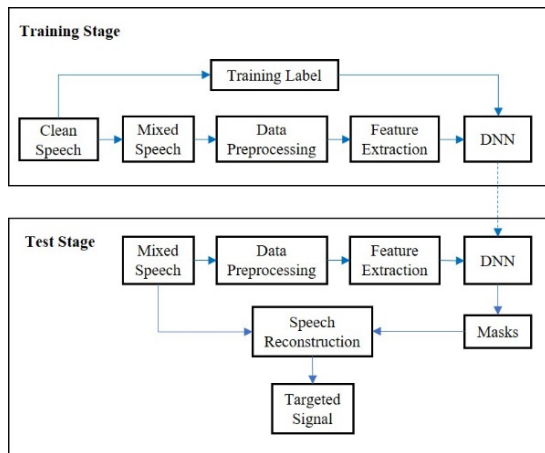 Training Stage
Training Label
Clean
Speech
Mixed
Speech
Data
Preprocessing
Feature
Extraction
DNN
Test Stage
Mixed
Speech
Data
Preprocessing
Feature
Extraction
DNN
Speech
Reconstruction
Masks
Targeted
Signal